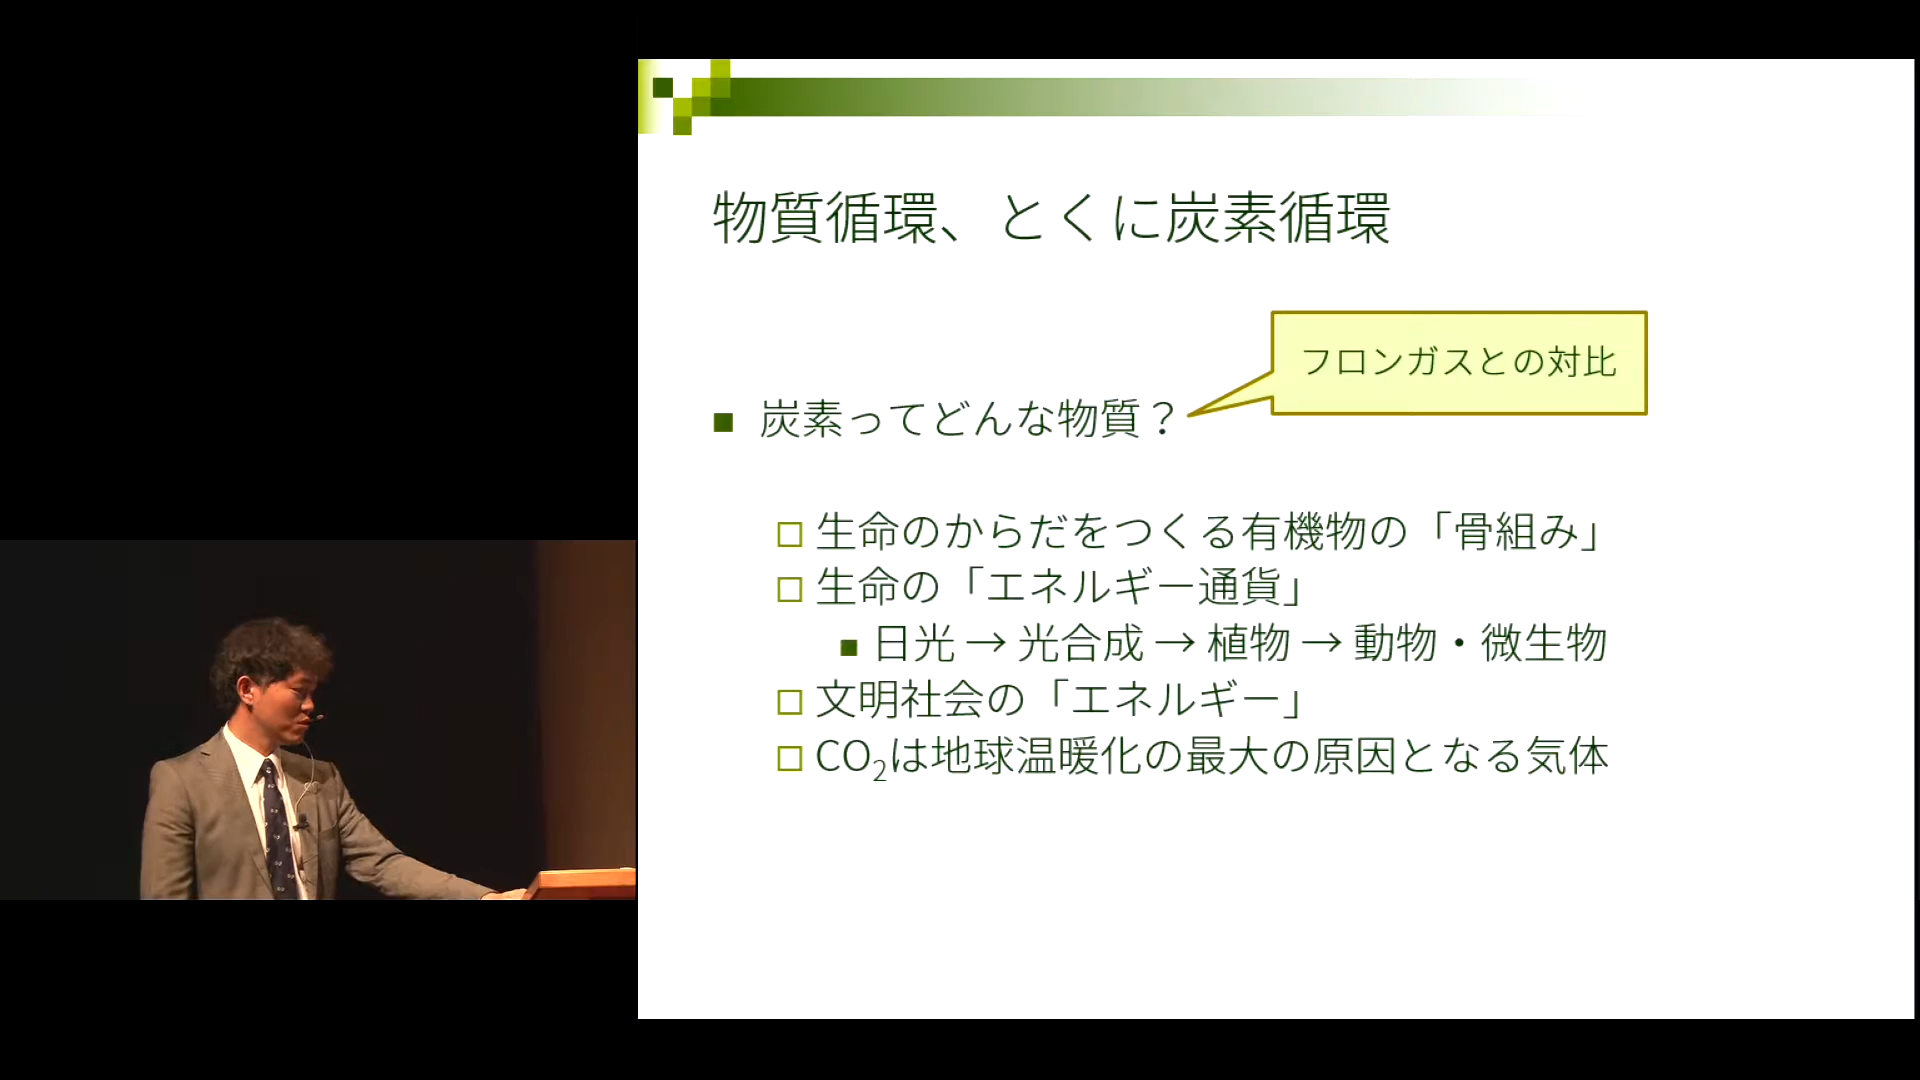 物質循環、とくに炭素循環
フロンガスとの対比
炭素ってどんな物質？
生命のからだをつくる有機物の「骨組み」
生命の「エネルギー通貨」
日光 → 光合成 → 植物 → 動物・微生物
文明社会の「エネルギー」
CO₂は地球温暖化の最大の原因となる気体